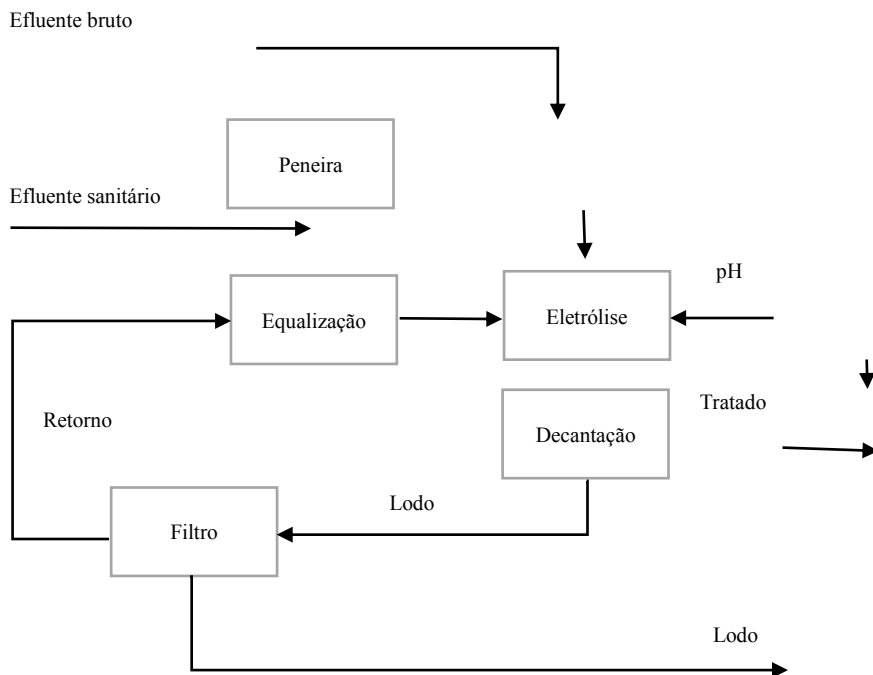 Efluente bruto
Peneira
Efluente sanitário
pH
Equalização
Eletrólise
Tratado
Retorno
Decantação
Lodo
Filtro
Lodo